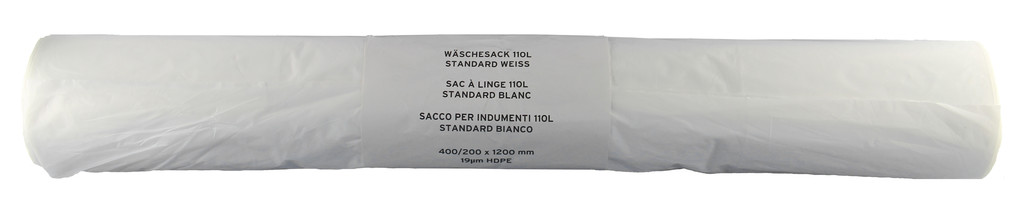 WÄSCHESACK 110L
STANDARD WEISS
SAC À LINGE 110L
STANDARD BLANC
SACCO PER INDUMENTI 110L
STANDARD BIANCO
400/200 x 1200 mm
19µm HDPE